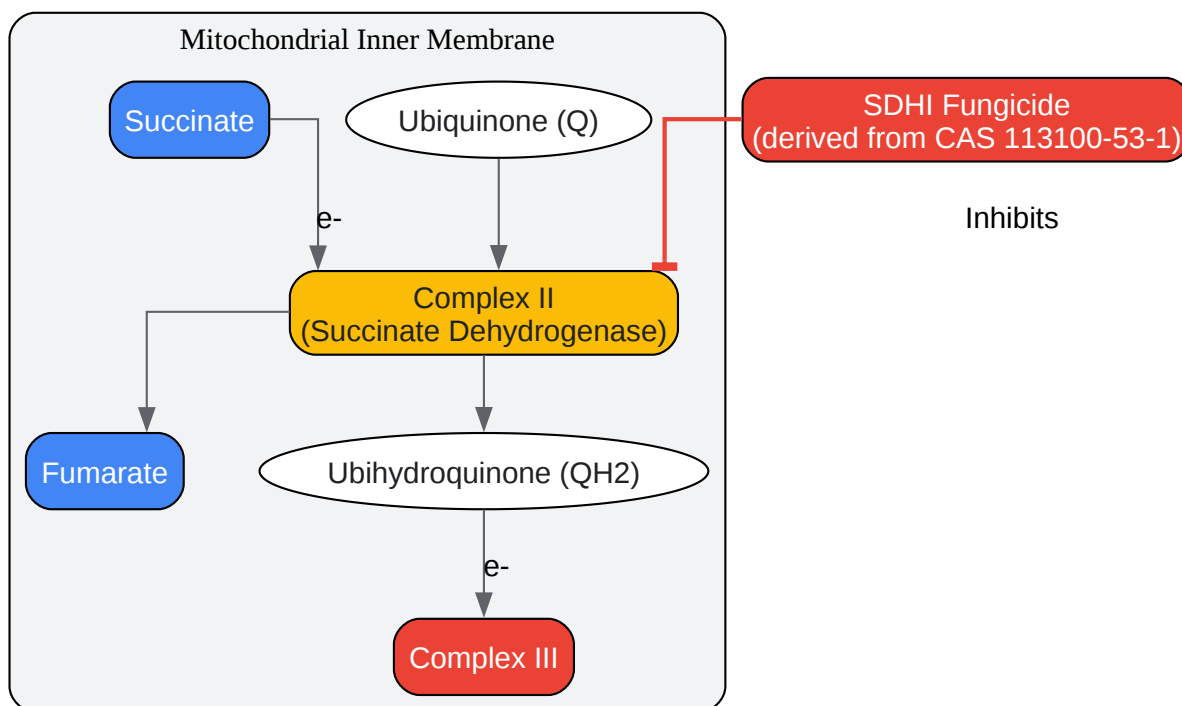 Mitochondrial Inner Membrane
Succinate
Ubiquinone (Q)
SDHI Fungicide
(derived from CAS 113100-53-1)
e-
Inhibits
Complex II
(Succinate Dehydrogenase)
Fumarate
Ubihydroquinone (QH2)
e-
Complex III